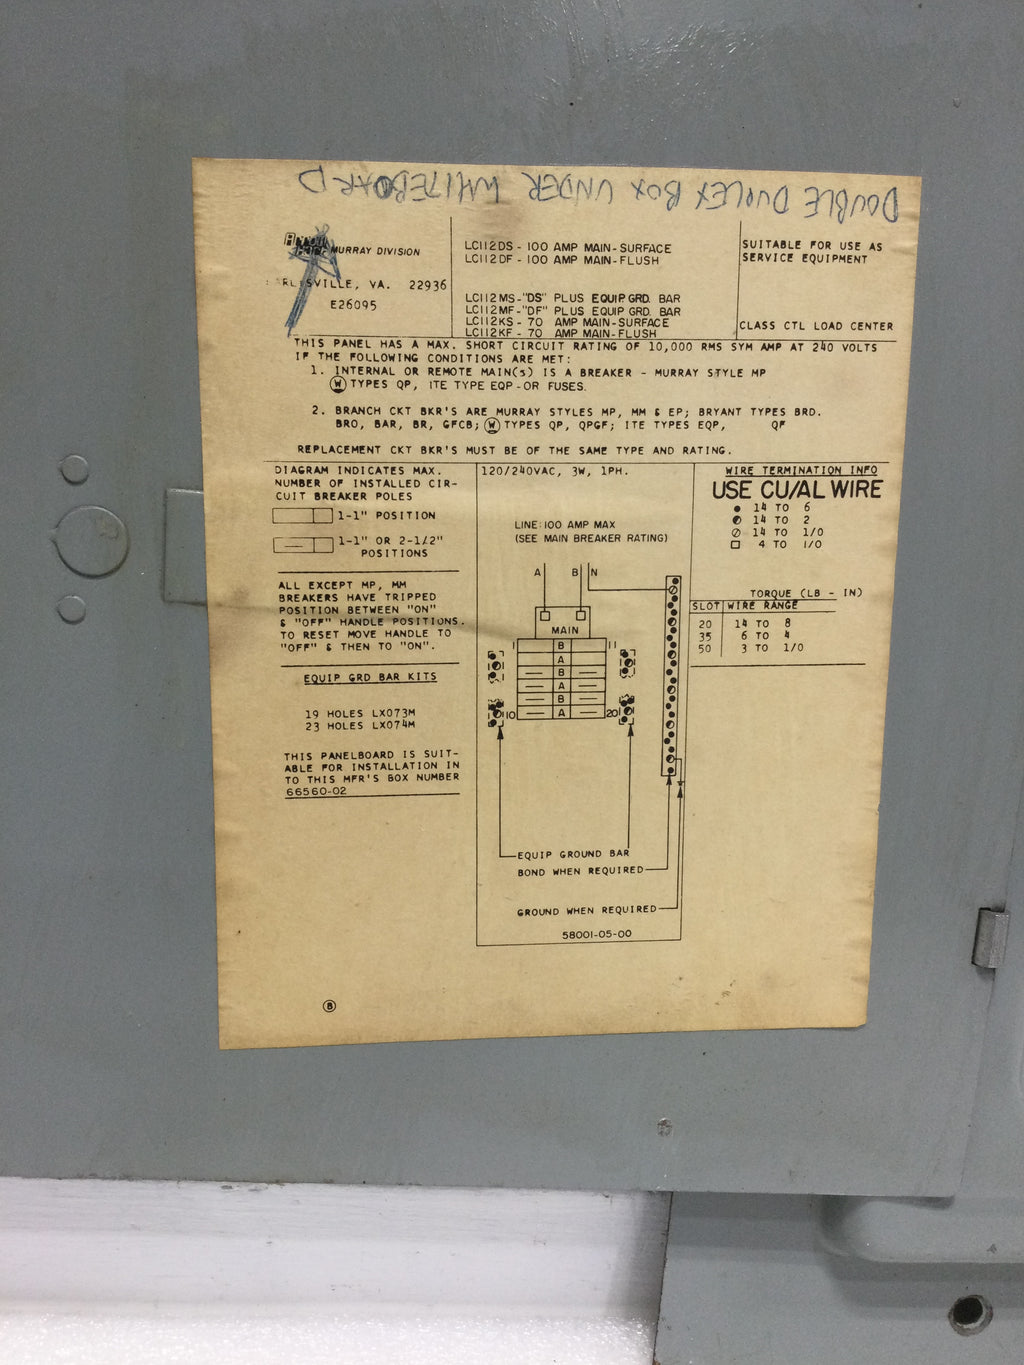 DOUBLE DUPLEX BOX UNDER WHITEBOARD
MURRAY DIVISION
SVILLE, VA. 22936
E26095
LC112DS - 100 AMP MAIN-SURFACE
LC112DF - 100 AMP MAIN-FLUSH
LC112MS-"DS" PLUS EQUIP GRD. BAR
LC112MF-"DF" PLUS EQUIP GRD. BAR
LC112KS - 70 AMP MAIN-SURFACE
LC112KF - 70 AMP MAIN-FLUSH
SUITABLE FOR USE AS
SERVICE EQUIPMENT
CLASS CTL LOAD CENTER
THIS PANEL HAS A MAX. SHORT CIRCUIT RATING OF 10,000 RMS SYM AMP AT 240 VOLTS
IF THE FOLLOWING CONDITIONS ARE MET:
1. INTERNAL OR REMOTE MAIN(S) IS A BREAKER - MURRAY STYLE MP
W TYPES QP, ITE TYPE EQP-OR FUSES.
2. BRANCH CKT BKR'S ARE MURRAY STYLES MP, MM & EP; BRYANT TYPES BRD.
BRO, BAR, BR, GFCB; W TYPES QP, QPGF; ITE TYPES EQP, QF
REPLACEMENT CKT BKR'S MUST BE OF THE SAME TYPE AND RATING.
DIAGRAM INDICATES MAX.
NUMBER OF INSTALLED CIR-
CUIT BREAKER POLES
1-1" POSITION
1-1" OR 2-1/2"
POSITIONS
ALL EXCEPT MP, MM
BREAKERS HAVE TRIPPED
POSITION BETWEEN "ON"
& "OFF" HANDLE POSITIONS.
TO RESET MOVE HANDLE TO
"OFF" & THEN TO "ON".
EQUIP GRD BAR KITS
19 HOLES LX073M
23 HOLES LX074M
THIS PANELBOARD IS SUIT-
ABLE FOR INSTALLATION IN
TO THIS MFR'S BOX NUMBER
66560-02
120/240VAC, 3W, 1PH.
LINE: 100 AMP MAX
(SEE MAIN BREAKER RATING)
A B N
MAIN
1 B 11
A
B
A
B
10 A 20
EQUIP GROUND BAR
BOND WHEN REQUIRED
GROUND WHEN REQUIRED
58001-05-00
WIRE TERMINATION INFO
USE CU/AL WIRE
14 TO 6
14 TO 2
14 TO 1/0
4 TO 1/0
TORQUE (LB - IN)
SLOT WIRE RANGE
20 14 TO 8
35 6 TO 4
50 3 TO 1/0
B